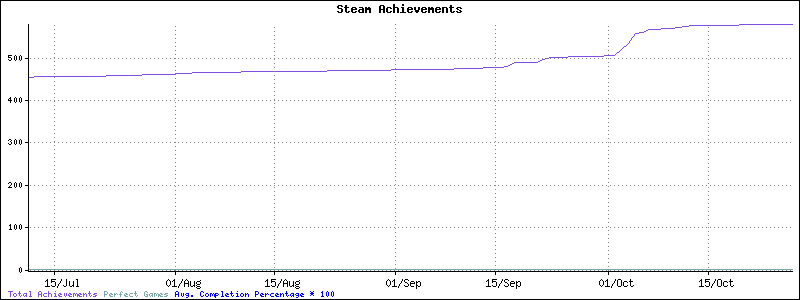 Steam Achievements
500
400
300
200
100
0
15/Jul 01/Aug 15/Aug 01/Sep 15/Sep 01/Oct 15/Oct
Total Achievements Perfect Games Avg. Completion Percentage * 100